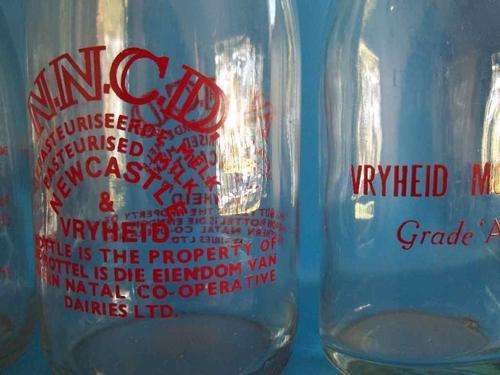 N.N.C.D.
GEPASTEURISEERDE MELK
PASTEURISED MILK
NEWCASTLE
&
VRYHEID
BOTTLE IS THE PROPERTY OF
BOTTEL IS DIE EIENDOM VAN
NATAL CO-OPERATIVE
DAIRIES LTD.
VRYHEID M
Grade 'A